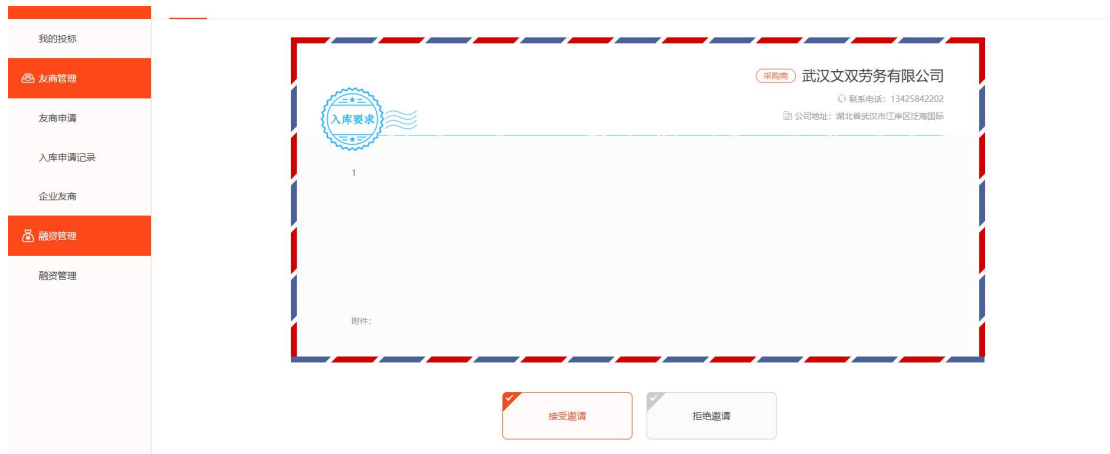 我的投标
友商管理
友商申请
入库申请记录
企业友商
融资管理
融资管理
采购商 武汉文双劳务有限公司
联系电话：13425842202
公司地址：湖北省武汉市江岸区泛海国际
入库要求
1
附件：
接受邀请
拒绝邀请